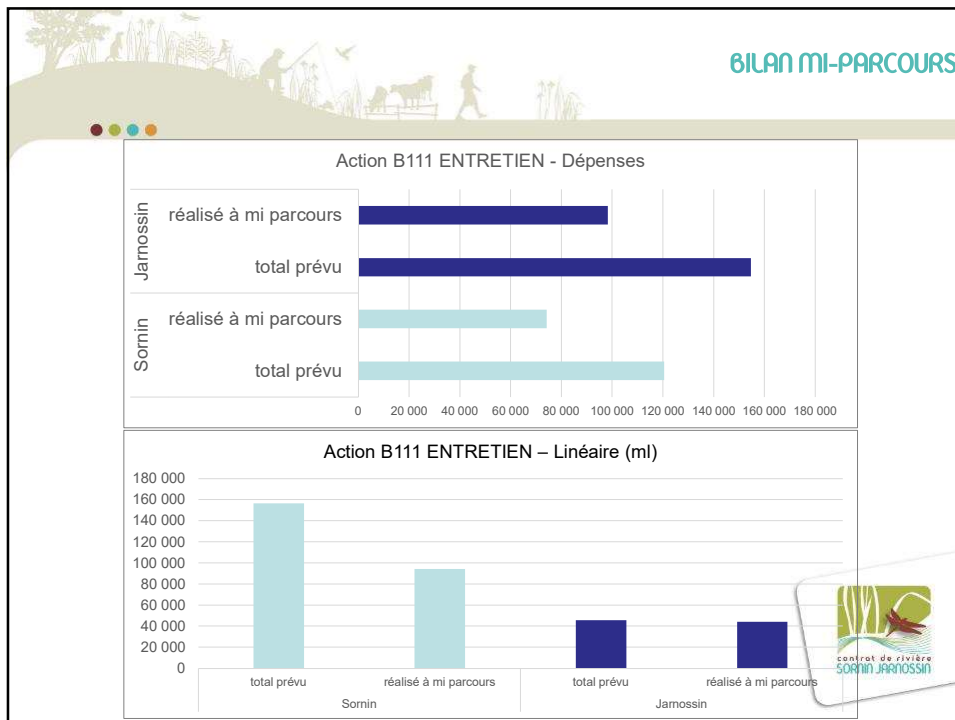 BILAN MI-PARCOURS
Action B111 ENTRETIEN - Dépenses
Jarnossin
réalisé à mi parcours
total prévu
Sornin
réalisé à mi parcours
total prévu
0 20 000 40 000 60 000 80 000 100 000 120 000 140 000 160 000 180 000
Action B111 ENTRETIEN – Linéaire (ml)
180 000
160 000
140 000
120 000
100 000
80 000
60 000
40 000
20 000
0
total prévu réalisé à mi parcours total prévu réalisé à mi parcours
Sornin Jarnossin
contrat de rivière
SORNIN JARNOSSIN